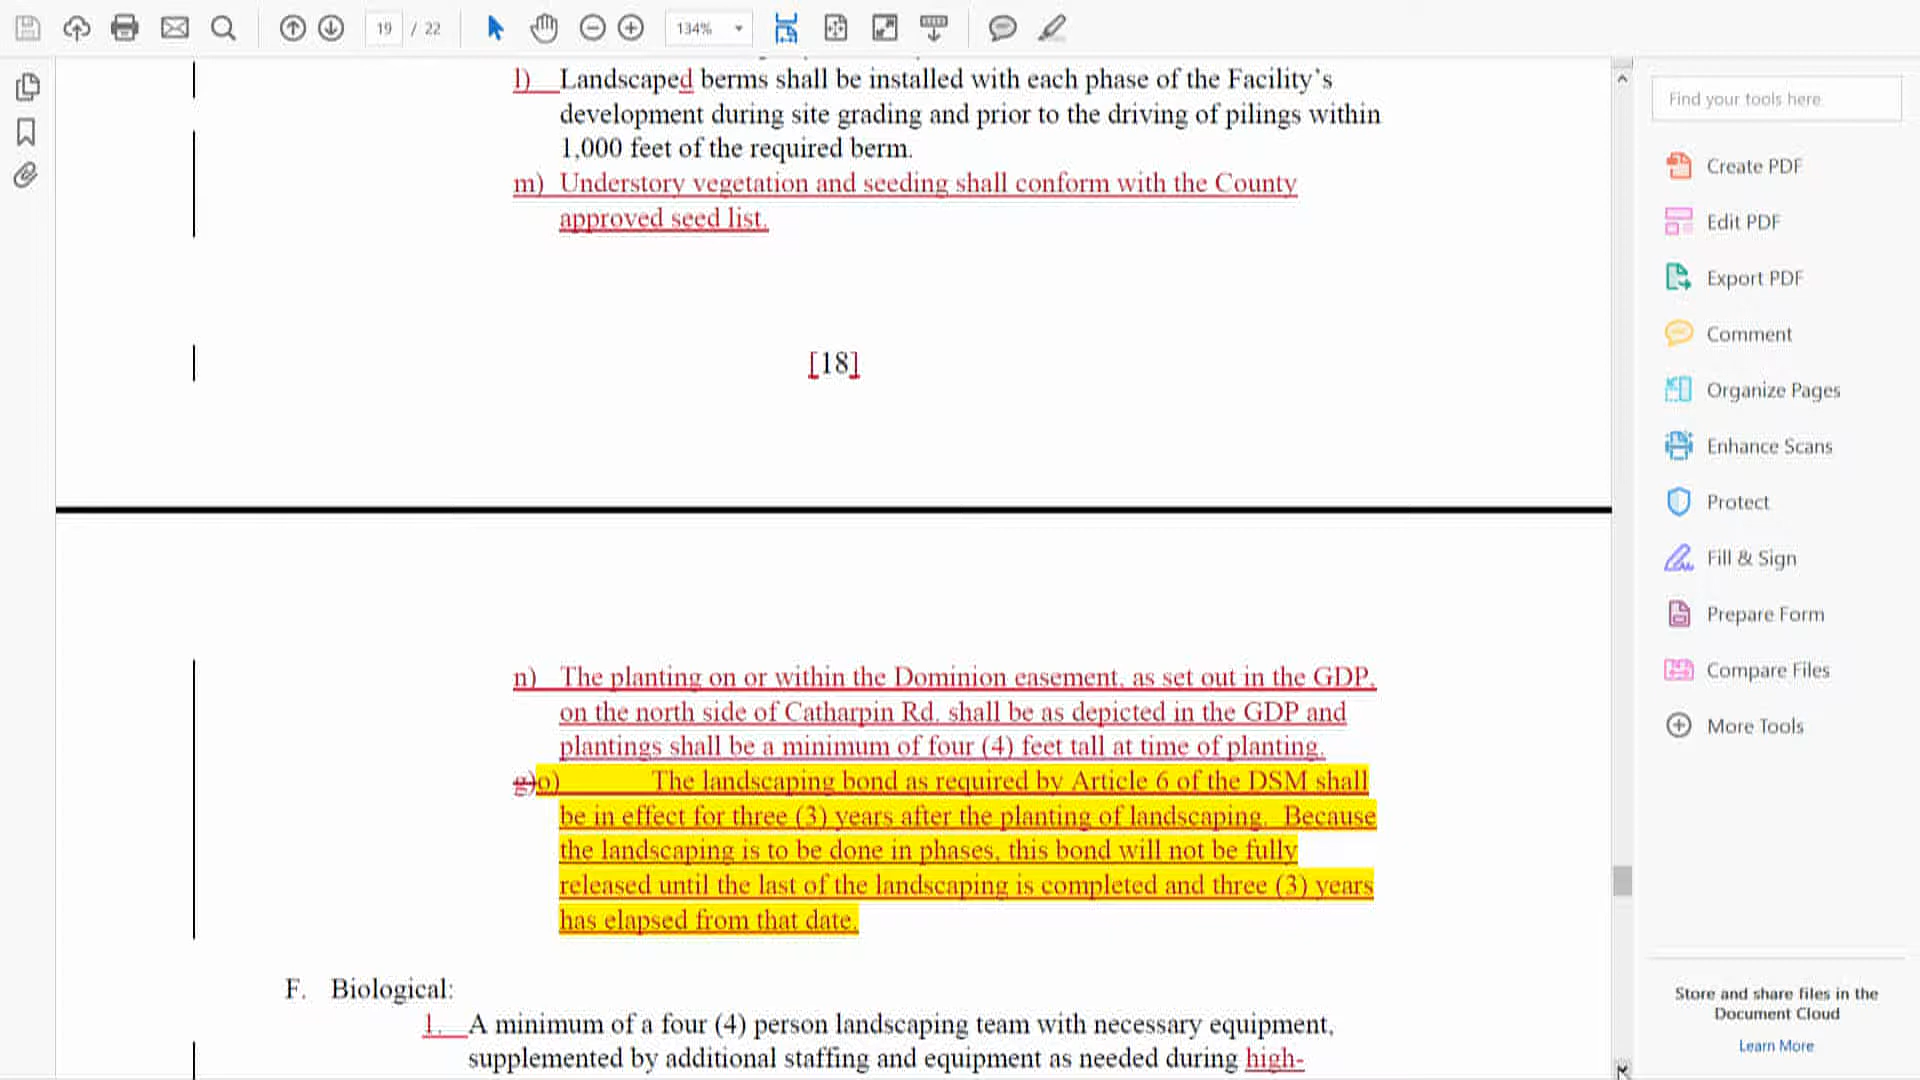 19 / 22
134%
l) Landscaped berms shall be installed with each phase of the Facility's
development during site grading and prior to the driving of pilings within
1,000 feet of the required berm.
m) Understory vegetation and seeding shall conform with the County
approved seed list.
[18]
n) The planting on or within the Dominion easement, as set out in the GDP,
on the north side of Catharpin Rd. shall be as depicted in the GDP and
plantings shall be a minimum of four (4) feet tall at time of planting.
g)o) The landscaping bond as required by Article 6 of the DSM shall
be in effect for three (3) years after the planting of landscaping. Because
the landscaping is to be done in phases, this bond will not be fully
released until the last of the landscaping is completed and three (3) years
has elapsed from that date.
F. Biological:
1. A minimum of a four (4) person landscaping team with necessary equipment,
supplemented by additional staffing and equipment as needed during high-
Find your tools here
Create PDF
Edit PDF
Export PDF
Comment
Organize Pages
Enhance Scans
Protect
Fill & Sign
Prepare Form
Compare Files
More Tools
Store and share files in the
Document Cloud
Learn More